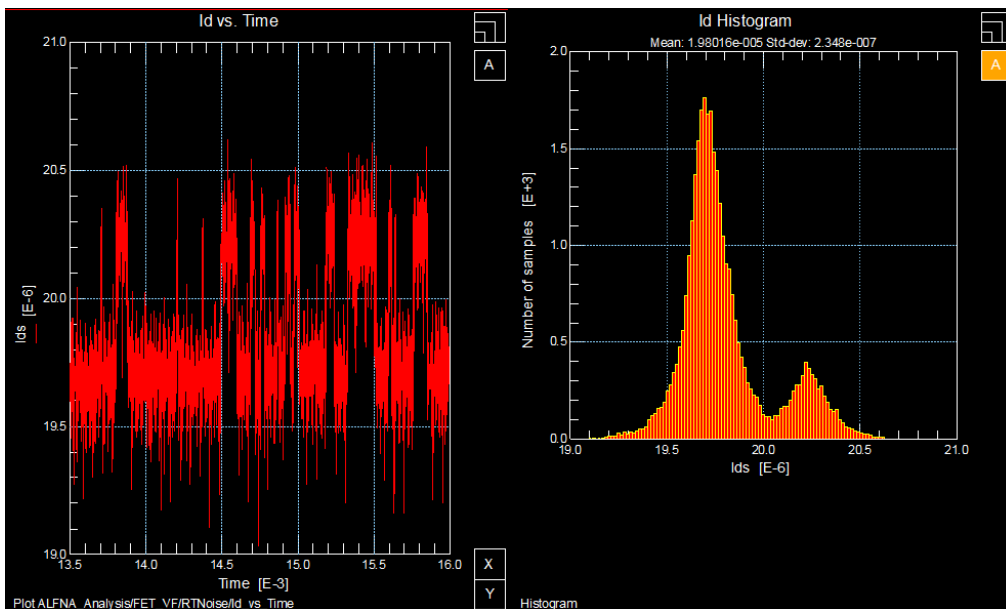 Id vs. Time
21.0
A
20.5
20.0
19.5
19.0
Ids [E-6]
13.5 14.0 14.5 15.0 15.5 16.0
Time [E-3]
X
Y
Plot ALFNA_Analysis/FET_VF/RTNoise/Id_vs_Time
Id Histogram
Mean: 1.98016e-005 Std-dev: 2.348e-007
2.0
A
1.5
1.0
0.5
0.0
Number of samples [E+3]
19.0 19.5 20.0 20.5 21.0
Ids [E-6]
Histogram